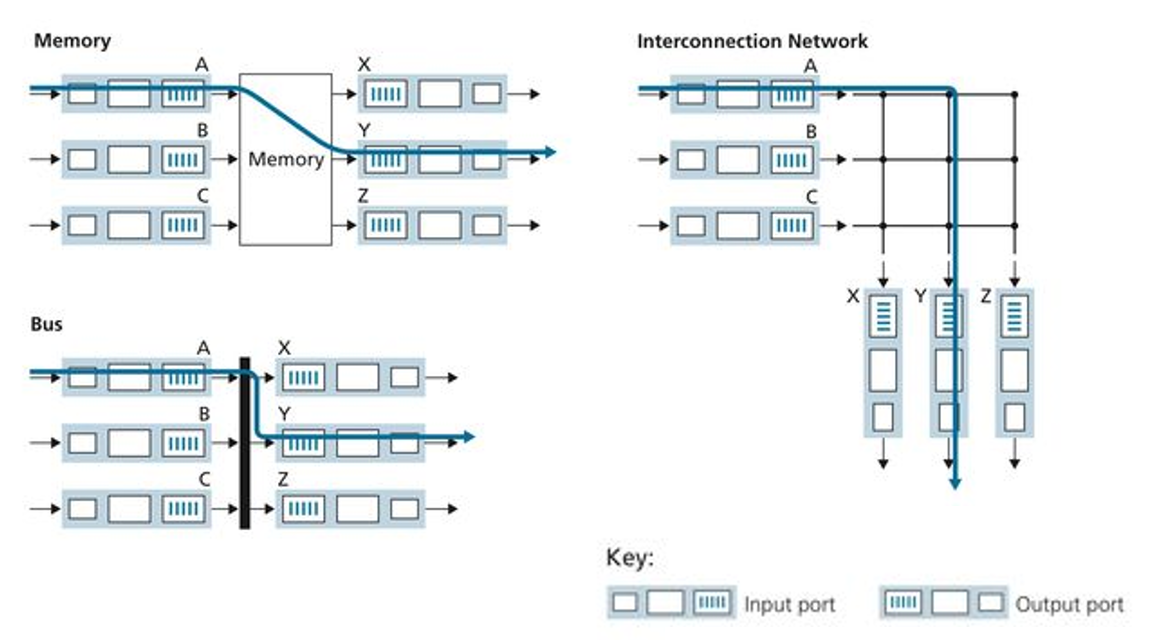 Memory
A
X
B
Y
Memory
C
Z
Interconnection Network
A
B
C
X
Y
Z
Bus
A
X
B
Y
C
Z
Key:
Input port
Output port